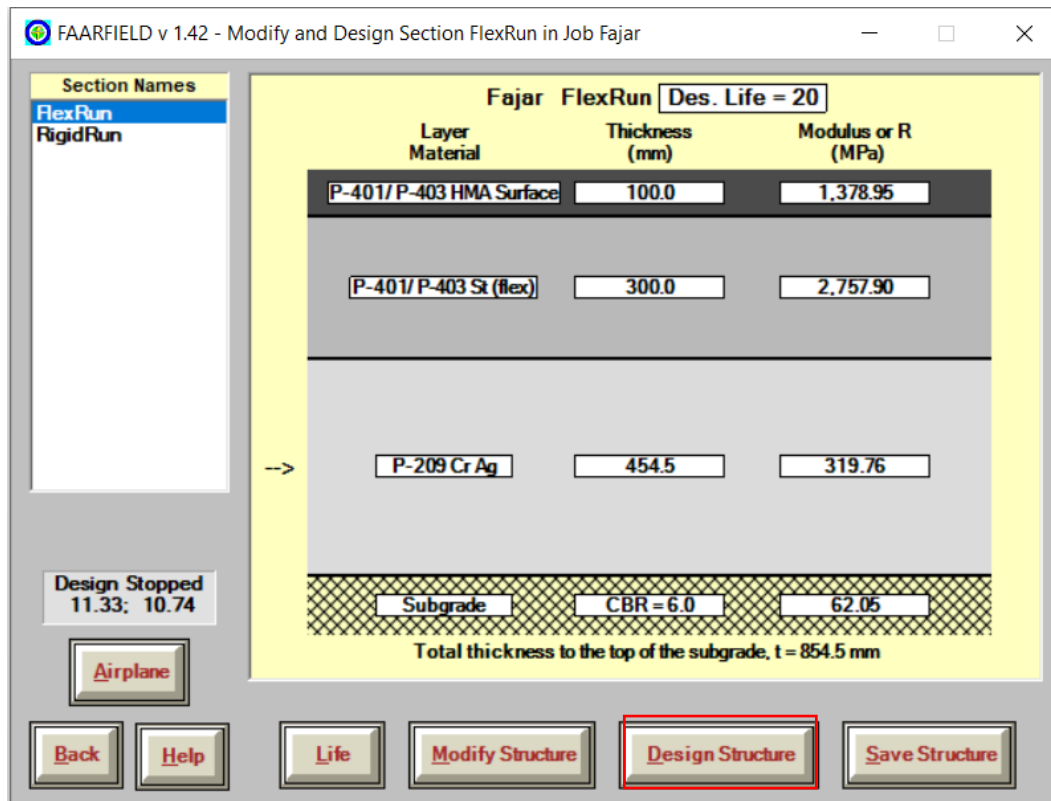 FAARFIELD v 1.42 - Modify and Design Section FlexRun in Job Fajar
Section Names
FlexRun
RigidRun
Fajar FlexRun Des. Life = 20
Layer Material Thickness (mm) Modulus or R (MPa)
P-401/ P-403 HMA Surface 100.0 1,378.95
P-401/ P-403 St (flex) 300.0 2,757.90
--> P-209 Cr Ag 454.5 319.76
Subgrade CBR = 6.0 62.05
Total thickness to the top of the subgrade, t = 854.5 mm
Design Stopped
11.33; 10.74
Airplane
Back Help Life Modify Structure Design Structure Save Structure